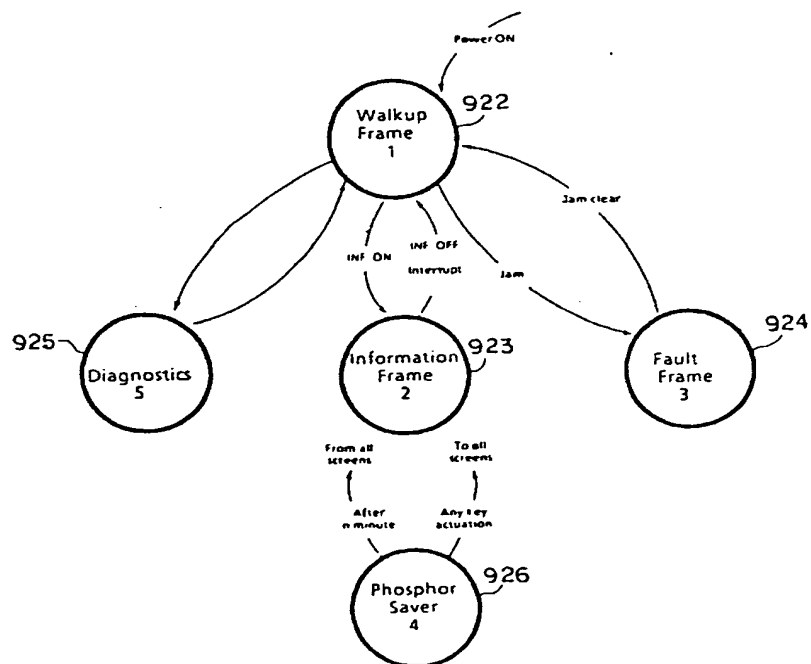 Power ON
922
Walkup
Frame
1
Jam clear
INF ON
INF OFF
Interrupt
Jam
925
Diagnostics
5
923
Information
Frame
2
924
Fault
Frame
3
From all
screens
To all
screens
After
n minute
Any key
actuation
926
Phosphor
Saver
4